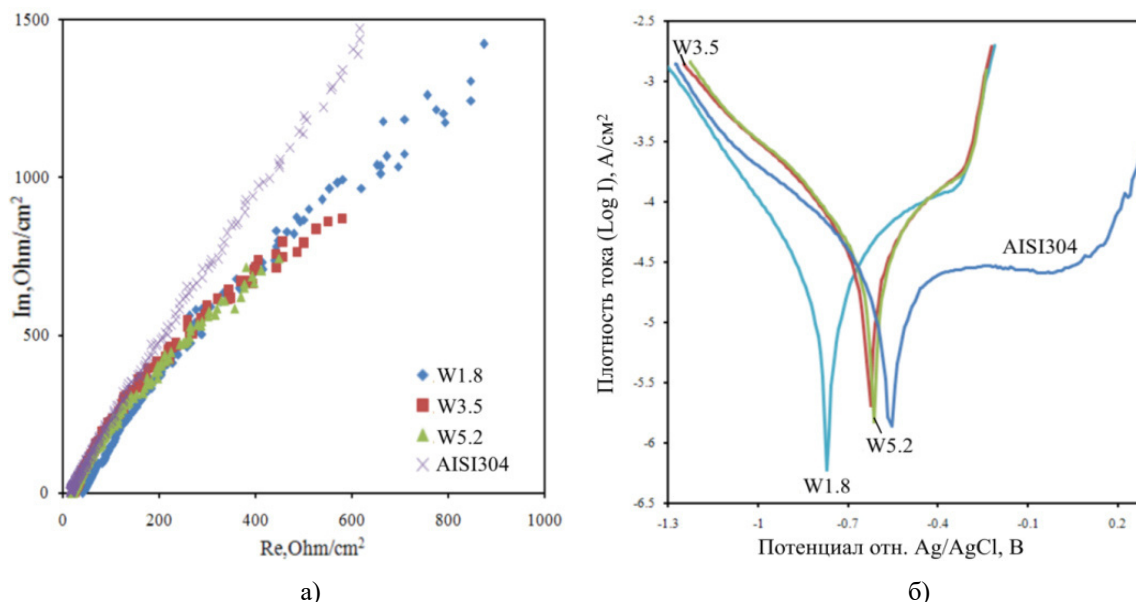 1500
1000
500
0
0
200
400
600
800
1000
Im,Ohm/cm²
Re,Ohm/cm²
W1.8
W3.5
W5.2
AISI304
а)
-2.5
-3
-3.5
-4
-4.5
-5
-5.5
-6
-6.5
-1.3
-1
-0.7
-0.4
-0.1
0.2
Плотность тока (Log I), А/см²
Потенциал отн. Ag/AgCl, В
W3.5
AISI304
W5.2
W1.8
б)